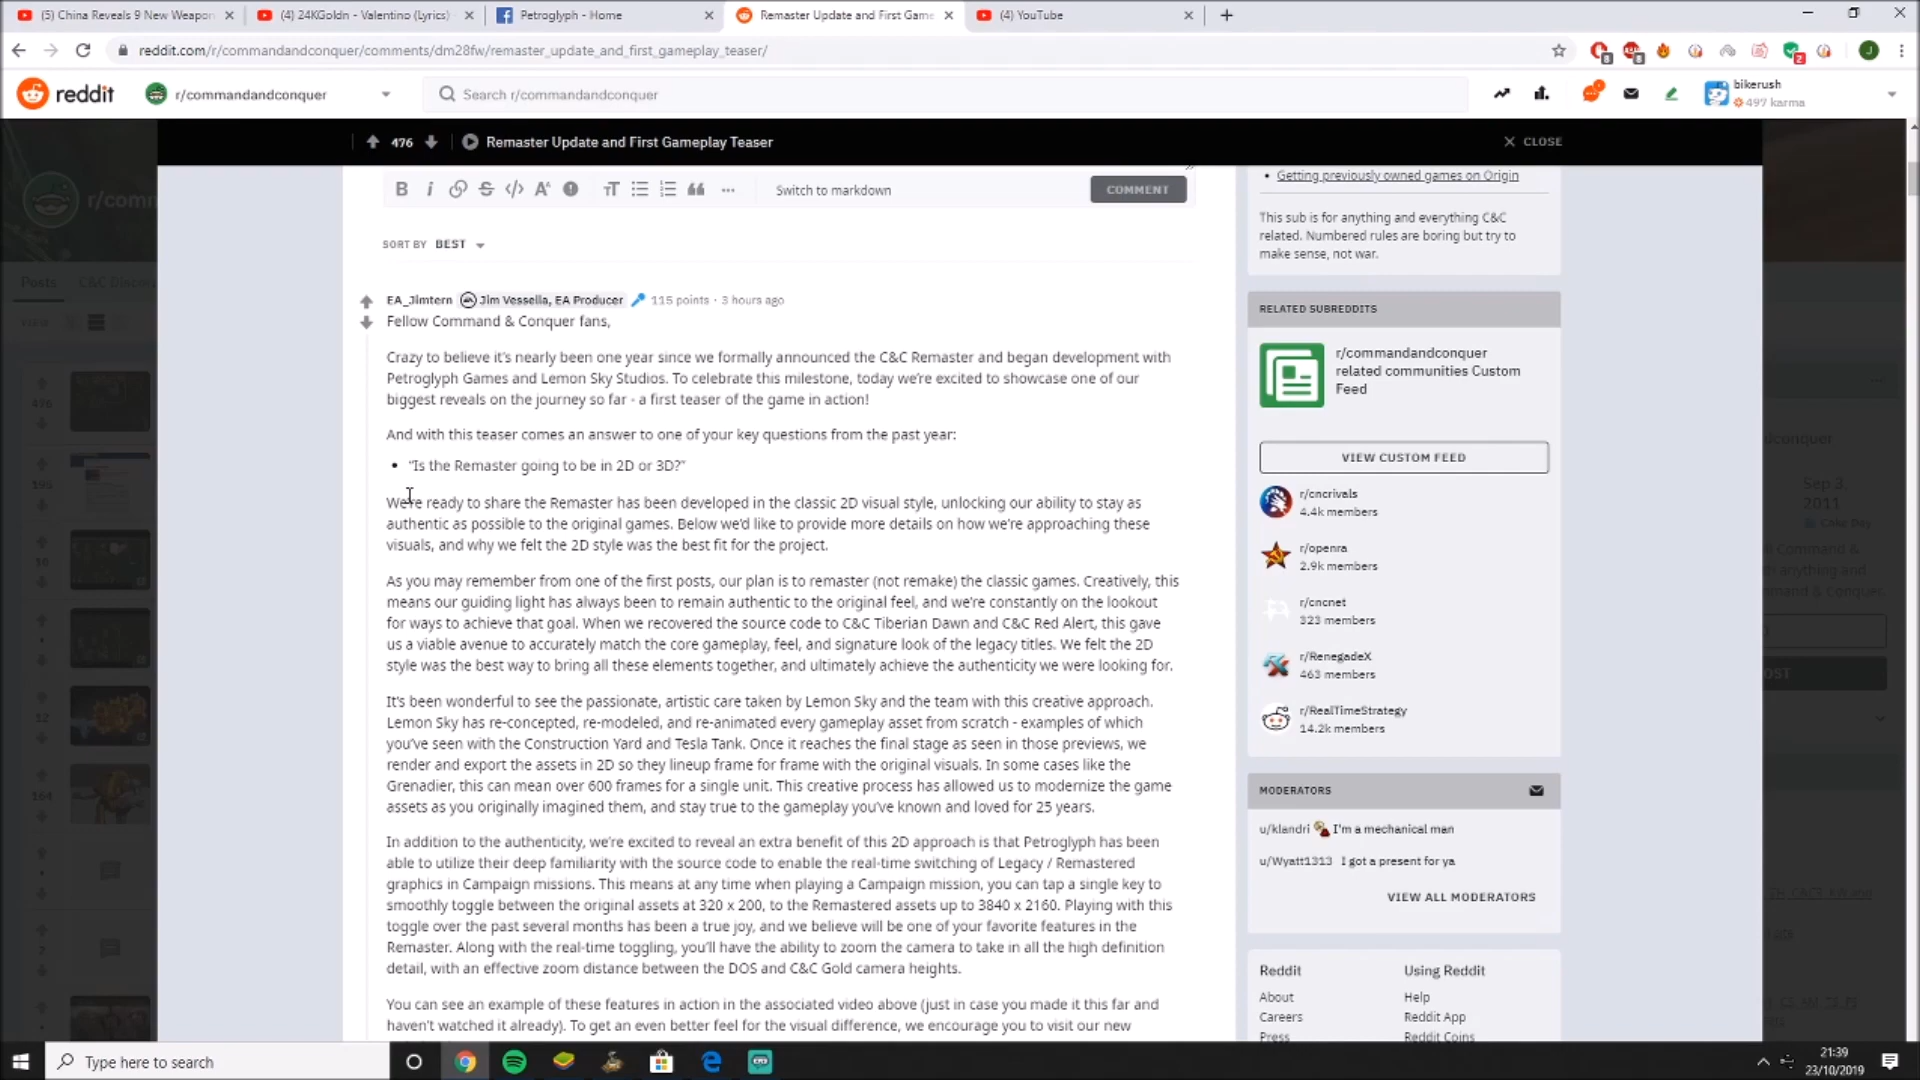 (5) China Reveals 9 New Weapon
(4) 24KGoldn - Valentino (Lyrics)
Petroglyph - Home
Remaster Update and First Game
(4) YouTube
reddit.com/r/commandandconquer/comments/dm28fw/remaster_update_and_first_gameplay_teaser/
reddit
r/commandandconquer
Search r/commandandconquer
bikerush
497 karma
476
Remaster Update and First Gameplay Teaser
CLOSE
Switch to markdown
COMMENT
SORT BY BEST
EA_Jimtern Jim Vessella, EA Producer 115 points · 3 hours ago
Fellow Command & Conquer fans,
Crazy to believe it's nearly been one year since we formally announced the C&C Remaster and began development with
Petroglyph Games and Lemon Sky Studios. To celebrate this milestone, today we're excited to showcase one of our
biggest reveals on the journey so far - a first teaser of the game in action!
And with this teaser comes an answer to one of your key questions from the past year:
• "Is the Remaster going to be in 2D or 3D?"
We're ready to share the Remaster has been developed in the classic 2D visual style, unlocking our ability to stay as
authentic as possible to the original games. Below we'd like to provide more details on how we're approaching these
visuals, and why we felt the 2D style was the best fit for the project.
As you may remember from one of the first posts, our plan is to remaster (not remake) the classic games. Creatively, this
means our guiding light has always been to remain authentic to the original feel, and we're constantly on the lookout
for ways to achieve that goal. When we recovered the source code to C&C Tiberian Dawn and C&C Red Alert, this gave
us a viable avenue to accurately match the core gameplay, feel, and signature look of the legacy titles. We felt the 2D
style was the best way to bring all these elements together, and ultimately achieve the authenticity we were looking for.
It's been wonderful to see the passionate, artistic care taken by Lemon Sky and the team with this creative approach.
Lemon Sky has re-concepted, re-modeled, and re-animated every gameplay asset from scratch - examples of which
you've seen with the Construction Yard and Tesla Tank. Once it reaches the final stage as seen in those previews, we
render and export the assets in 2D so they lineup frame for frame with the original visuals. In some cases like the
Grenadier, this can mean over 600 frames for a single unit. This creative process has allowed us to modernize the game
assets as you originally imagined them, and stay true to the gameplay you've known and loved for 25 years.
In addition to the authenticity, we're excited to reveal an extra benefit of this 2D approach is that Petroglyph has been
able to utilize their deep familiarity with the source code to enable the real-time switching of Legacy / Remastered
graphics in Campaign missions. This means at any time when playing a Campaign mission, you can tap a single key to
smoothly toggle between the original assets at 320 x 200, to the Remastered assets up to 3840 x 2160. Playing with this
toggle over the past several months has been a true joy, and we believe will be one of your favorite features in the
Remaster. Along with the real-time toggling, you'll have the ability to zoom the camera to take in all the high definition
detail, with an effective zoom distance between the DOS and C&C Gold camera heights.
You can see an example of these features in action in the associated video above (just in case you made it this far and
haven't watched it already). To get an even better feel for the visual difference, we encourage you to visit our new
• Getting previously owned games on Origin
This sub is for anything and everything C&C
related. Numbered rules are boring but try to
make sense, not war.
RELATED SUBREDDITS
r/commandandconquer
related communities Custom
Feed
VIEW CUSTOM FEED
r/cncrivals
4.4k members
r/openra
2.9k members
r/cncnet
323 members
r/RenegadeX
463 members
r/RealTimeStrategy
14.2k members
MODERATORS
u/klandri I'm a mechanical man
u/Wyatt1313 I got a present for ya
VIEW ALL MODERATORS
Reddit
Using Reddit
About
Help
Careers
Reddit App
Press
Reddit Coins
Type here to search
21:39
23/10/2019